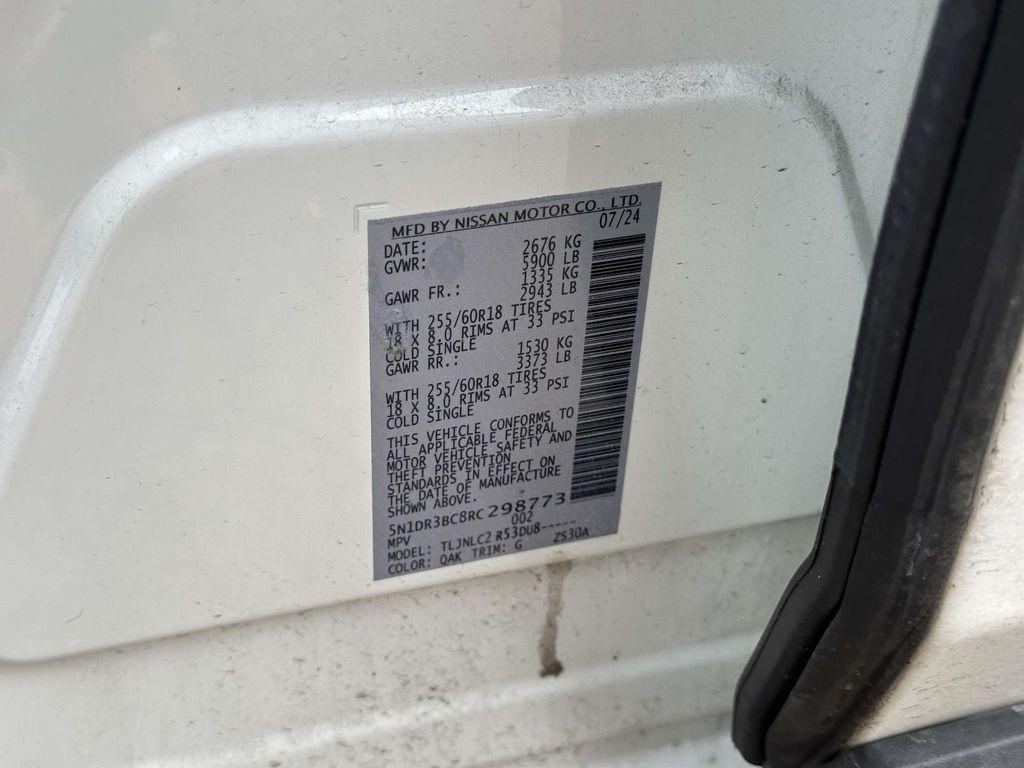 MFD BY NISSAN MOTOR CO., LTD.
DATE: 07/24
GVWR: 2676 KG
5900 LB
GAWR FR.: 1335 KG
2943 LB
WITH 255/60R18 TIRES
18 X 8.0 RIMS AT 33 PSI
COLD SINGLE
GAWR RR.: 1530 KG
3373 LB
WITH 255/60R18 TIRES
18 X 8.0 RIMS AT 33 PSI
COLD SINGLE
THIS VEHICLE CONFORMS TO
ALL APPLICABLE FEDERAL
MOTOR VEHICLE SAFETY AND
THEFT PREVENTION
STANDARDS IN EFFECT ON
THE DATE OF MANUFACTURE
SHOWN ABOVE.
5N1DR3BC8RC298773
MPV 002
MODEL: TLJNLC2 R53DU8-----
COLOR: QAK TRIM: G ZS30A